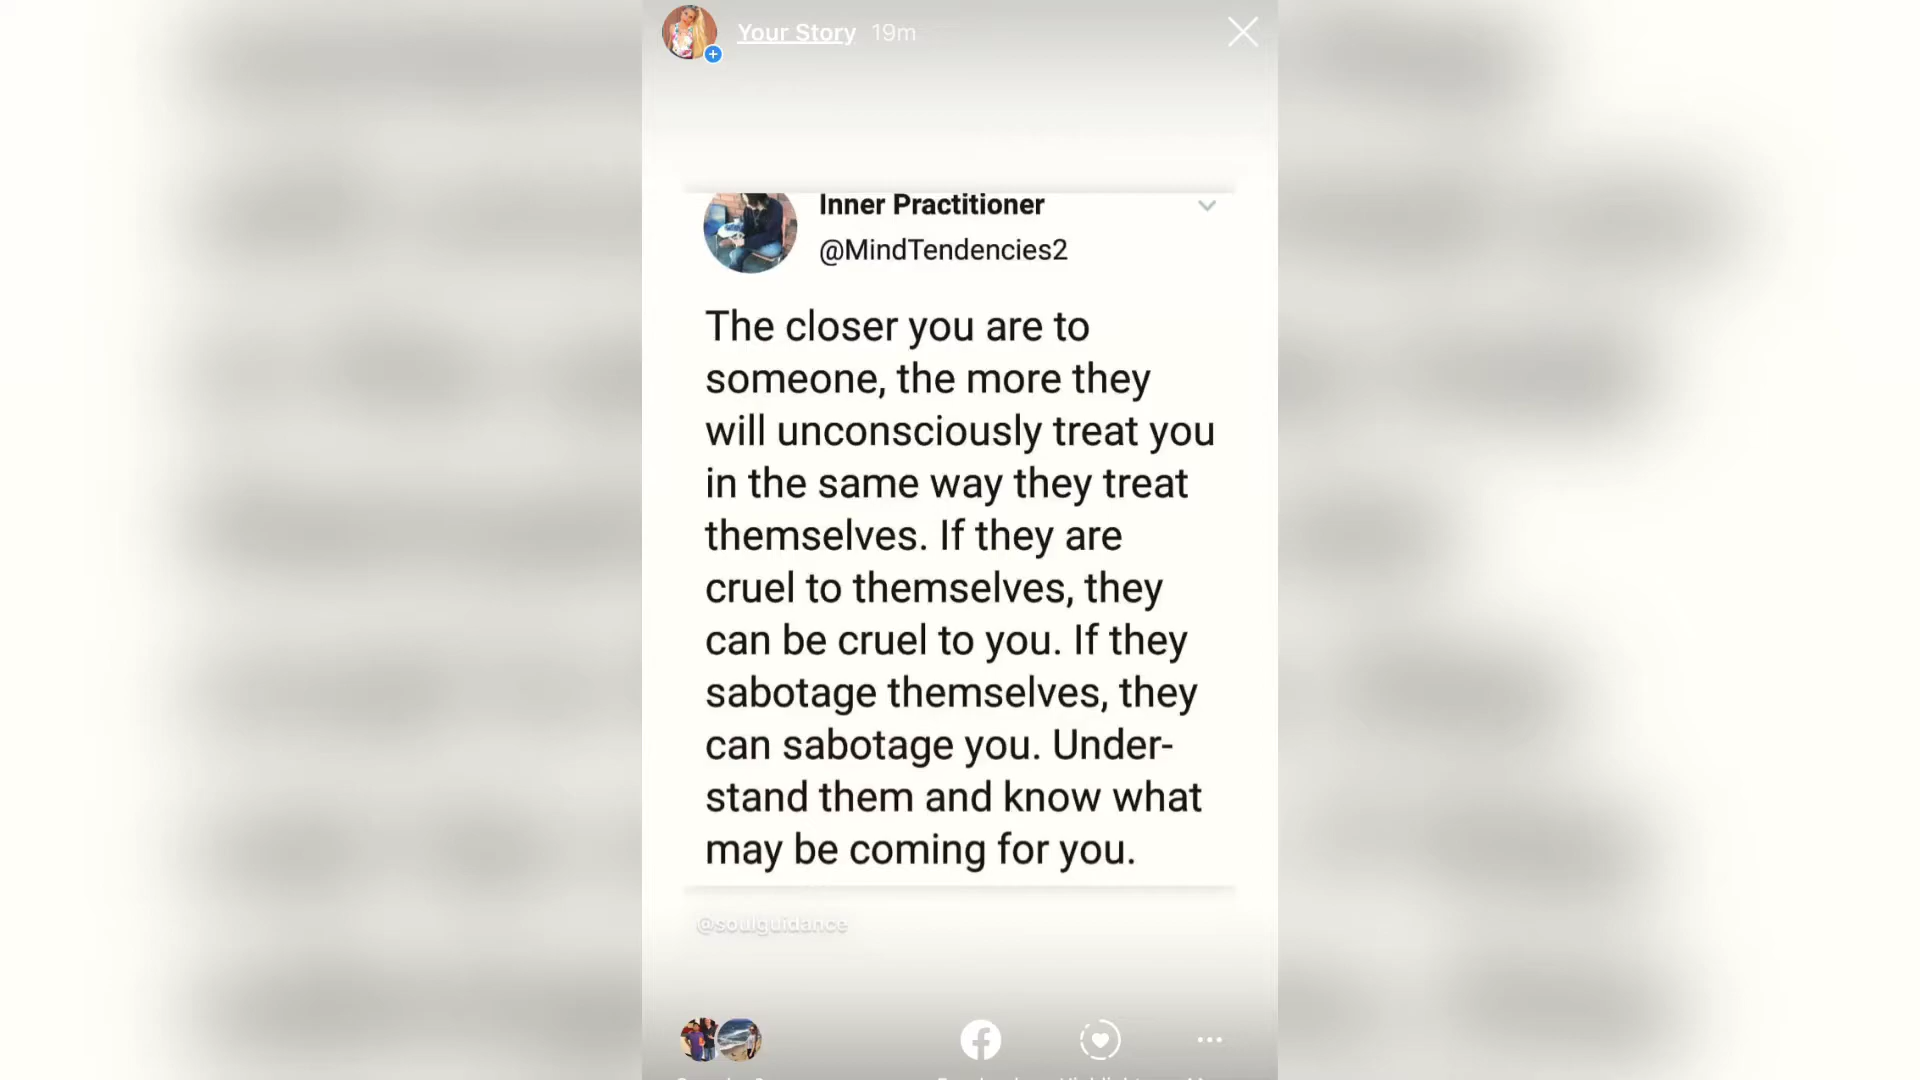 Your Story 19m
Inner Practitioner
@MindTendencies2
The closer you are to
someone, the more they
will unconsciously treat you
in the same way they treat
themselves. If they are
cruel to themselves, they
can be cruel to you. If they
sabotage themselves, they
can sabotage you. Under-
stand them and know what
may be coming for you.
@soulguidance